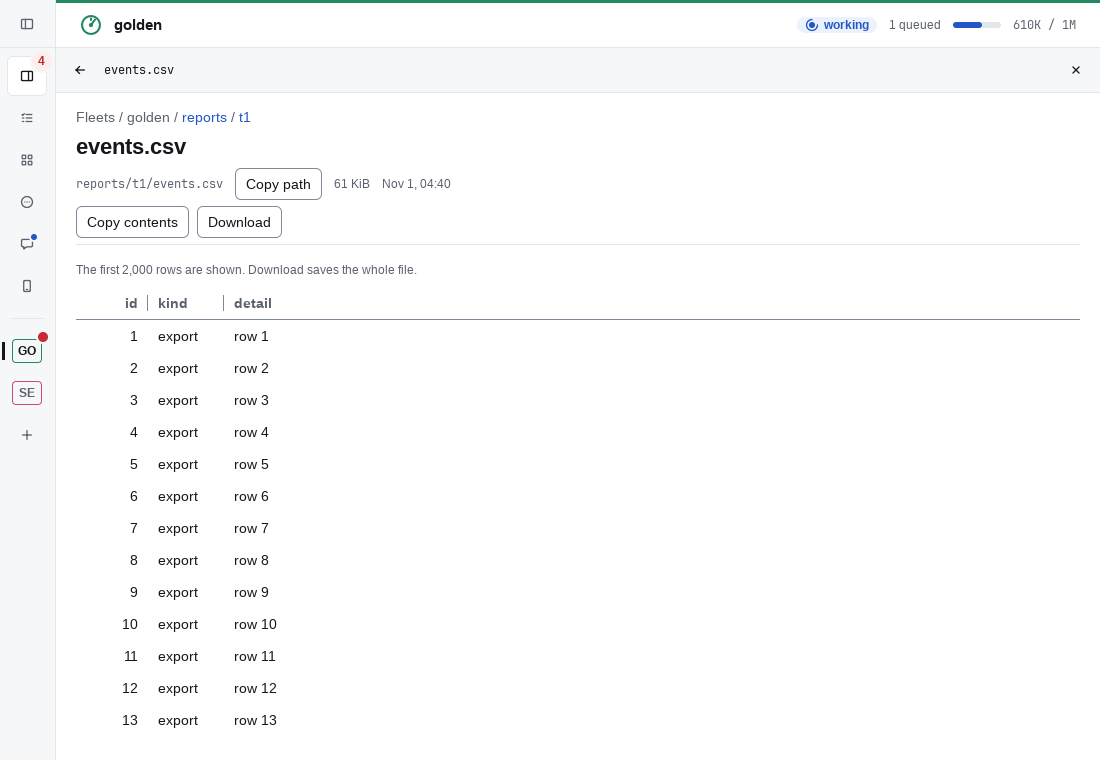 golden
working
1 queued
610K / 1M
4
events.csv
Fleets / golden / reports / t1
events.csv
reports/t1/events.csv
Copy path
61 KiB
Nov 1, 04:40
Copy contents
Download
The first 2,000 rows are shown. Download saves the whole file.
id kind detail
1 export row 1
2 export row 2
3 export row 3
4 export row 4
5 export row 5
6 export row 6
7 export row 7
8 export row 8
9 export row 9
10 export row 10
11 export row 11
12 export row 12
13 export row 13
GO
SE